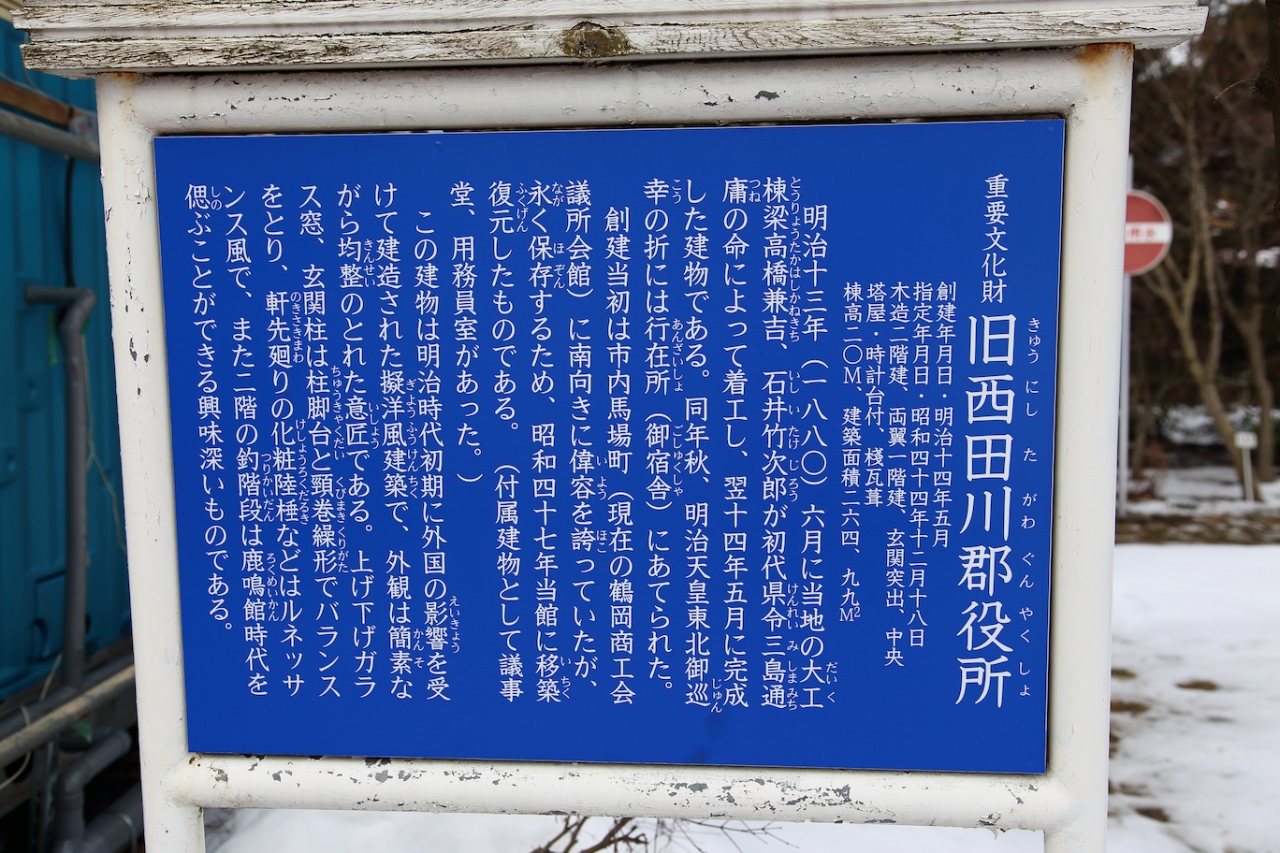 重要文化財
旧西田川郡役所
きゅうにしたがわぐんやくしょ
創建年月日・明治十四年五月
指定年月日・昭和四十四年十二月十八日
木造二階建、両翼一階建、玄関突出、中央
塔屋・時計台付、棧瓦葺
棟高二〇M、建築面積二六四、九九M²
明治十三年（一八八〇）六月に当地の大工
棟梁高橋兼吉、石井竹次郎が初代県令三島通
庸の命によって着工し、翌十四年五月に完成
した建物である。同年秋、明治天皇東北御巡
幸の折には行在所（御宿舎）にあてられた。
創建当初は市内馬場町（現在の鶴岡商工会
議所会館）に南向きに偉容を誇っていたが、
永く保存するため、昭和四十七年当館に移築
復元したものである。（付属建物として議事
堂、用務員室があった。）
この建物は明治時代初期に外国の影響を受
けて建造された擬洋風建築で、外観は簡素な
がら均整のとれた意匠である。上げ下げガラ
ス窓、玄関柱は柱脚台と頸巻繰形でバランス
をとり、軒先廻りの化粧陸棰などはルネッサ
ンス風で、また二階の釣階段は鹿鳴館時代を
偲ぶことができる興味深いものである。